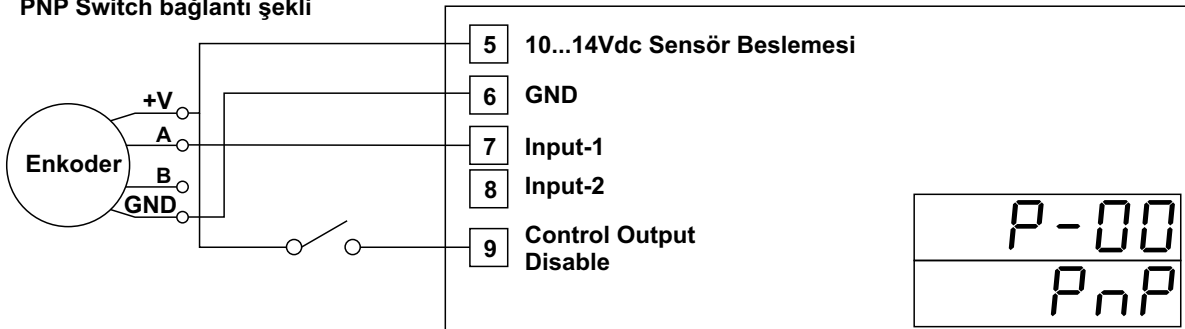 PNP Switch bağlantı şekli
5 10...14Vdc Sensör Beslemesi
6 GND
+V
A
7 Input-1
Enkoder
B
8 Input-2
GND
9 Control Output
Disable
P-00
PnP